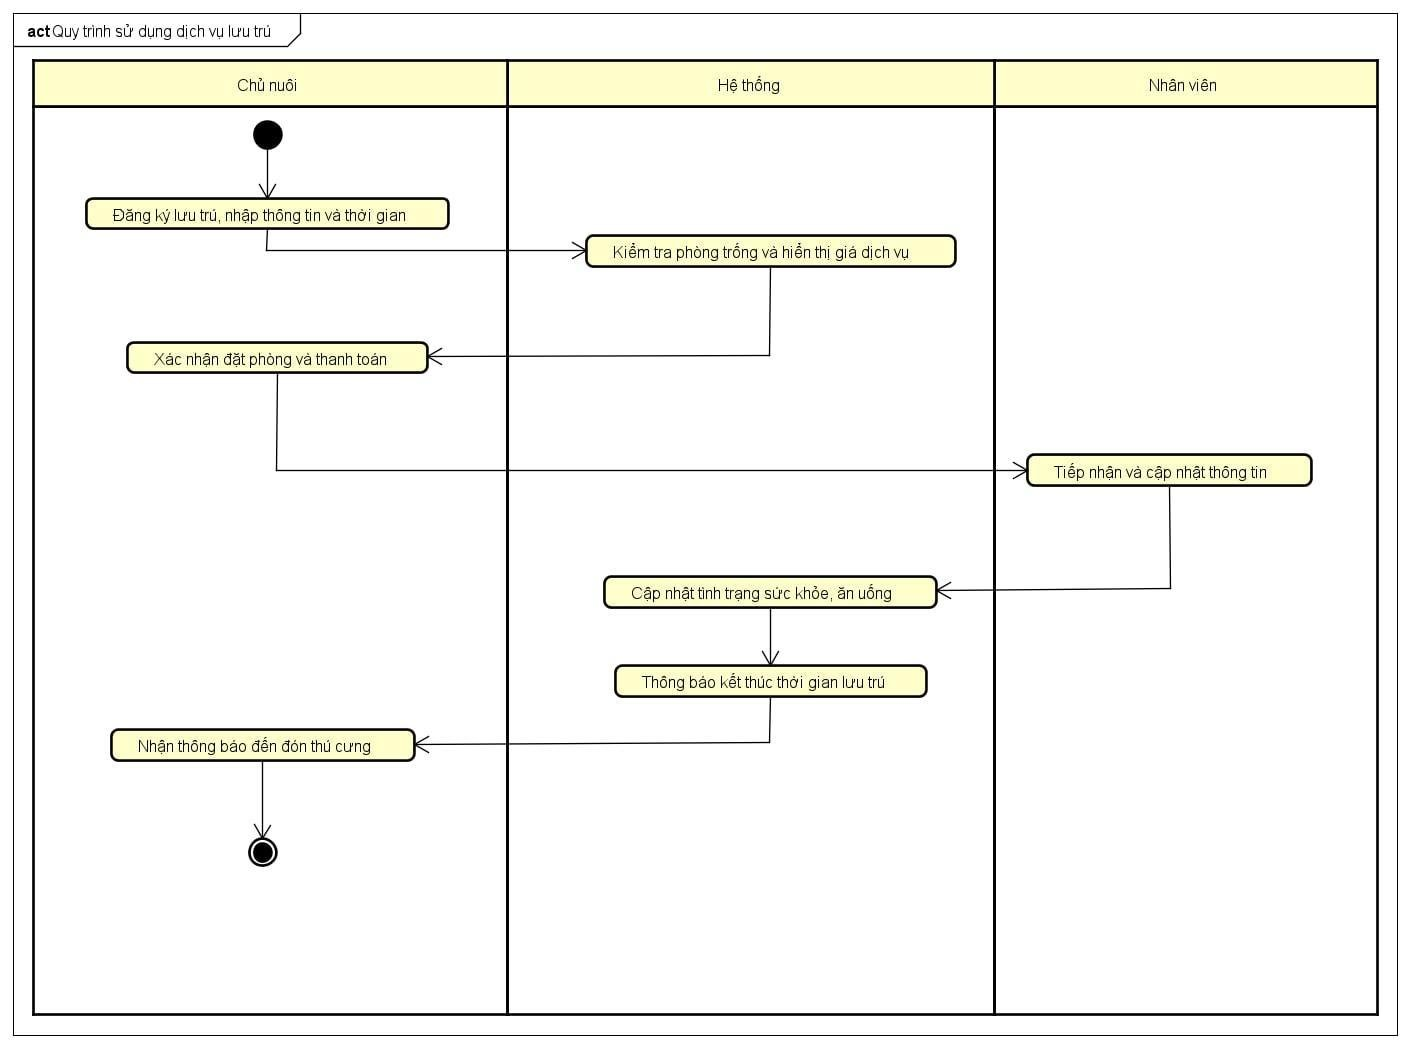 act Quy trình sử dụng dịch vụ lưu trú
Chủ nuôi
Hệ thống
Nhân viên
Đăng ký lưu trú, nhập thông tin và thời gian
Kiểm tra phòng trống và hiển thị giá dịch vụ
Xác nhận đặt phòng và thanh toán
Tiếp nhận và cập nhật thông tin
Cập nhật tình trạng sức khỏe, ăn uống
Thông báo kết thúc thời gian lưu trú
Nhận thông báo đến đón thú cưng